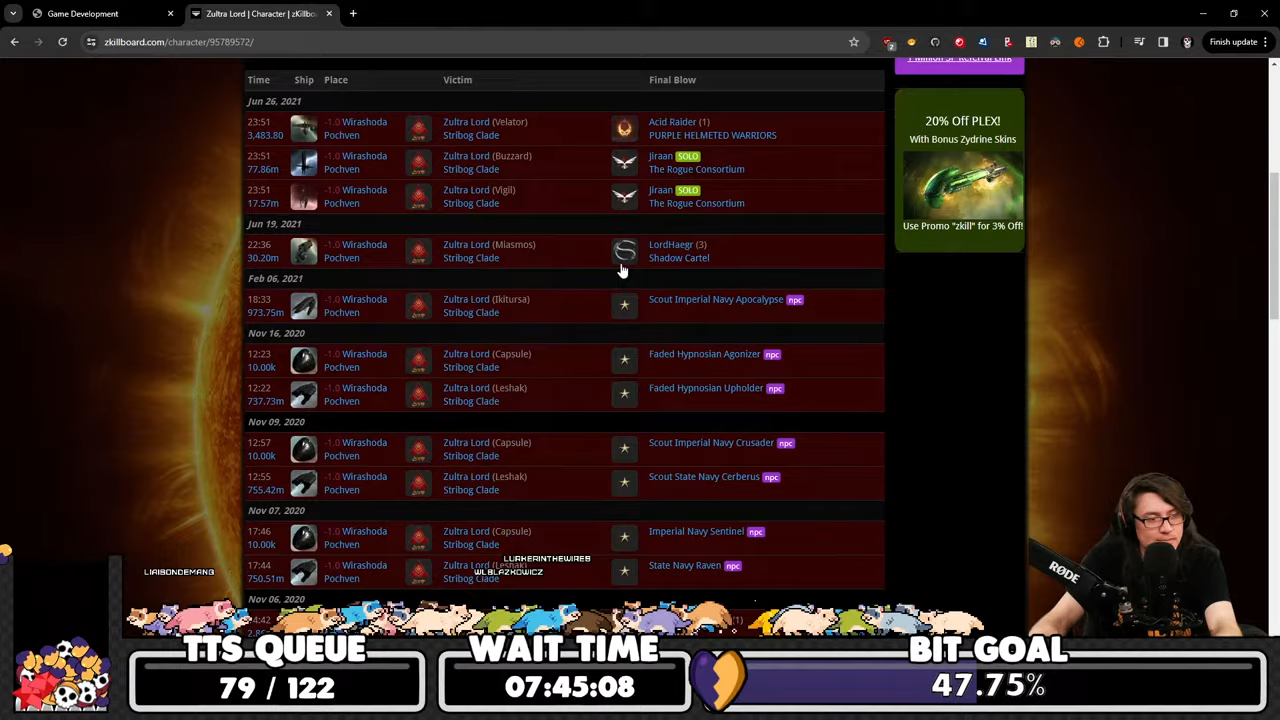 Game Development
Zultra Lord | Character | zKillbo
zkillboard.com/character/95789572/
2
Finish update
Time Ship Place Victim Final Blow
Jun 26, 2021
23:51 -1.0 Wirashoda Zultra Lord (Velator) Acid Raider (1)
3,483.80 Pochven Stribog Clade PURPLE HELMETED WARRIORS
23:51 -1.0 Wirashoda Zultra Lord (Buzzard) Jiraan SOLO
77.86m Pochven Stribog Clade The Rogue Consortium
23:51 -1.0 Wirashoda Zultra Lord (Vigil) Jiraan SOLO
17.57m Pochven Stribog Clade The Rogue Consortium
Jun 19, 2021
22:36 -1.0 Wirashoda Zultra Lord (Miasmos) LordHaegr (3)
30.20m Pochven Stribog Clade Shadow Cartel
Feb 06, 2021
18:33 -1.0 Wirashoda Zultra Lord (Ikitursa) Scout Imperial Navy Apocalypse npc
973.75m Pochven Stribog Clade
Nov 16, 2020
12:23 -1.0 Wirashoda Zultra Lord (Capsule) Faded Hypnosian Agonizer npc
10.00k Pochven Stribog Clade
12:22 -1.0 Wirashoda Zultra Lord (Leshak) Faded Hypnosian Upholder npc
737.73m Pochven Stribog Clade
Nov 09, 2020
12:57 -1.0 Wirashoda Zultra Lord (Capsule) Scout Imperial Navy Crusader npc
10.00k Pochven Stribog Clade
12:55 -1.0 Wirashoda Zultra Lord (Leshak) Scout State Navy Cerberus npc
755.42m Pochven Stribog Clade
Nov 07, 2020
17:46 -1.0 Wirashoda Zultra Lord (Capsule) Imperial Navy Sentinel npc
10.00k Pochven Stribog Clade
17:44 -1.0 Wirashoda Zultra Lord (Leshak) State Navy Raven npc
750.51m Pochven Stribog Clade
Nov 06, 2020
(1)
SP Referral Link
20% Off PLEX!
With Bonus Zydrine Skins
Use Promo "zkill" for 3% Off!
LURKERINTHEWIRES
LIAISONDEMANG
WLBLAZKOWICZ
RØDE
TTS QUEUE
79 / 122
WAIT TIME
07:45:08
BIT GOAL
47.75%